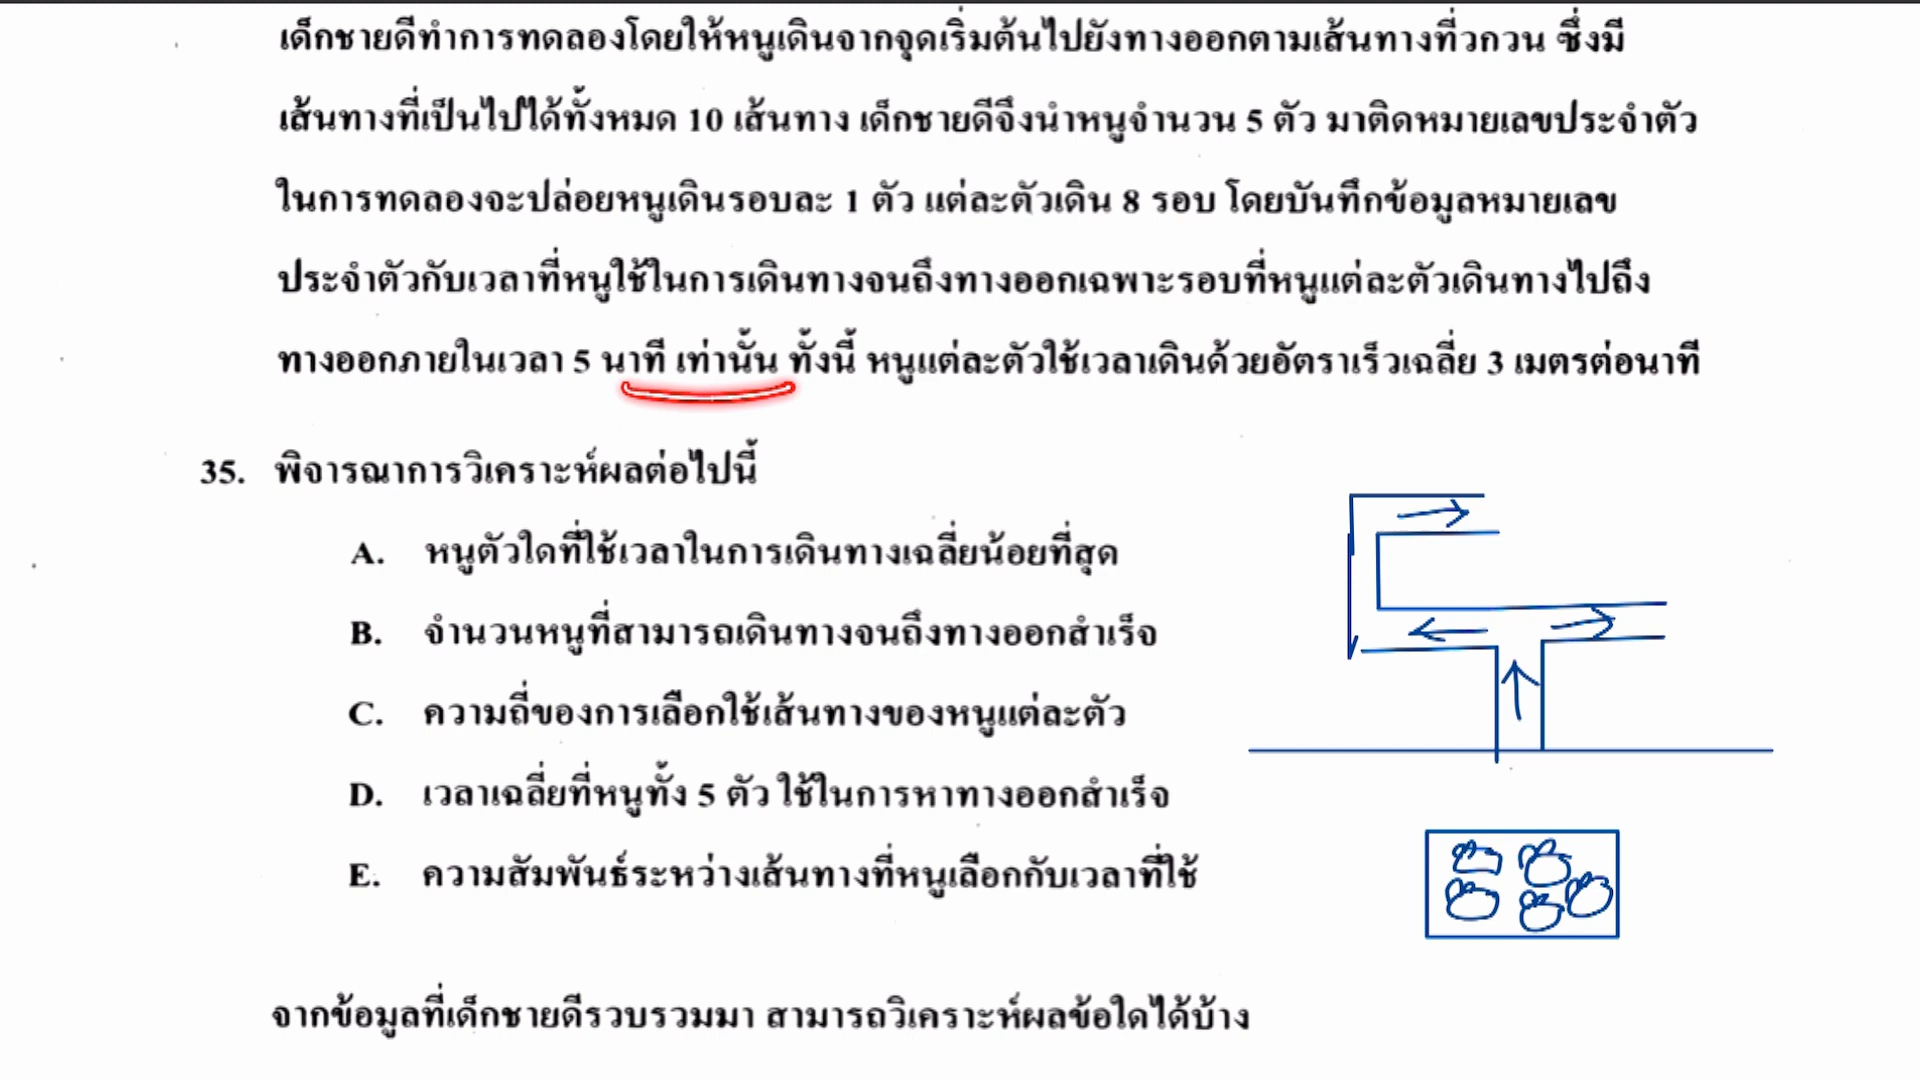 เด็กชายดีทำการทดลองโดยให้หนูเดินจากจุดเริ่มต้นไปยังทางออกตามเส้นทางที่วกวน ซึ่งมี
เส้นทางที่เป็นไปได้ทั้งหมด 10 เส้นทาง เด็กชายดีจึงนำหนูจำนวน 5 ตัว มาติดหมายเลขประจำตัว
ในการทดลองจะปล่อยหนูเดินรอบละ 1 ตัว แต่ละตัวเดิน 8 รอบ โดยบันทึกข้อมูลหมายเลข
ประจำตัวกับเวลาที่หนูใช้ในการเดินทางจนถึงทางออกเฉพาะรอบที่หนูแต่ละตัวเดินทางไปถึง
ทางออกภายในเวลา 5 นาที เท่านั้น ทั้งนี้ หนูแต่ละตัวใช้เวลาเดินด้วยอัตราเร็วเฉลี่ย 3 เมตรต่อนาที
35. พิจารณาการวิเคราะห์ผลต่อไปนี้
A. หนูตัวใดที่ใช้เวลาในการเดินทางเฉลี่ยน้อยที่สุด
B. จำนวนหนูที่สามารถเดินทางจนถึงทางออกสำเร็จ
C. ความถี่ของการเลือกใช้เส้นทางของหนูแต่ละตัว
D. เวลาเฉลี่ยที่หนูทั้ง 5 ตัว ใช้ในการหาทางออกสำเร็จ
E. ความสัมพันธ์ระหว่างเส้นทางที่หนูเลือกกับเวลาที่ใช้
จากข้อมูลที่เด็กชายดีรวบรวมมา สามารถวิเคราะห์ผลข้อใดได้บ้าง